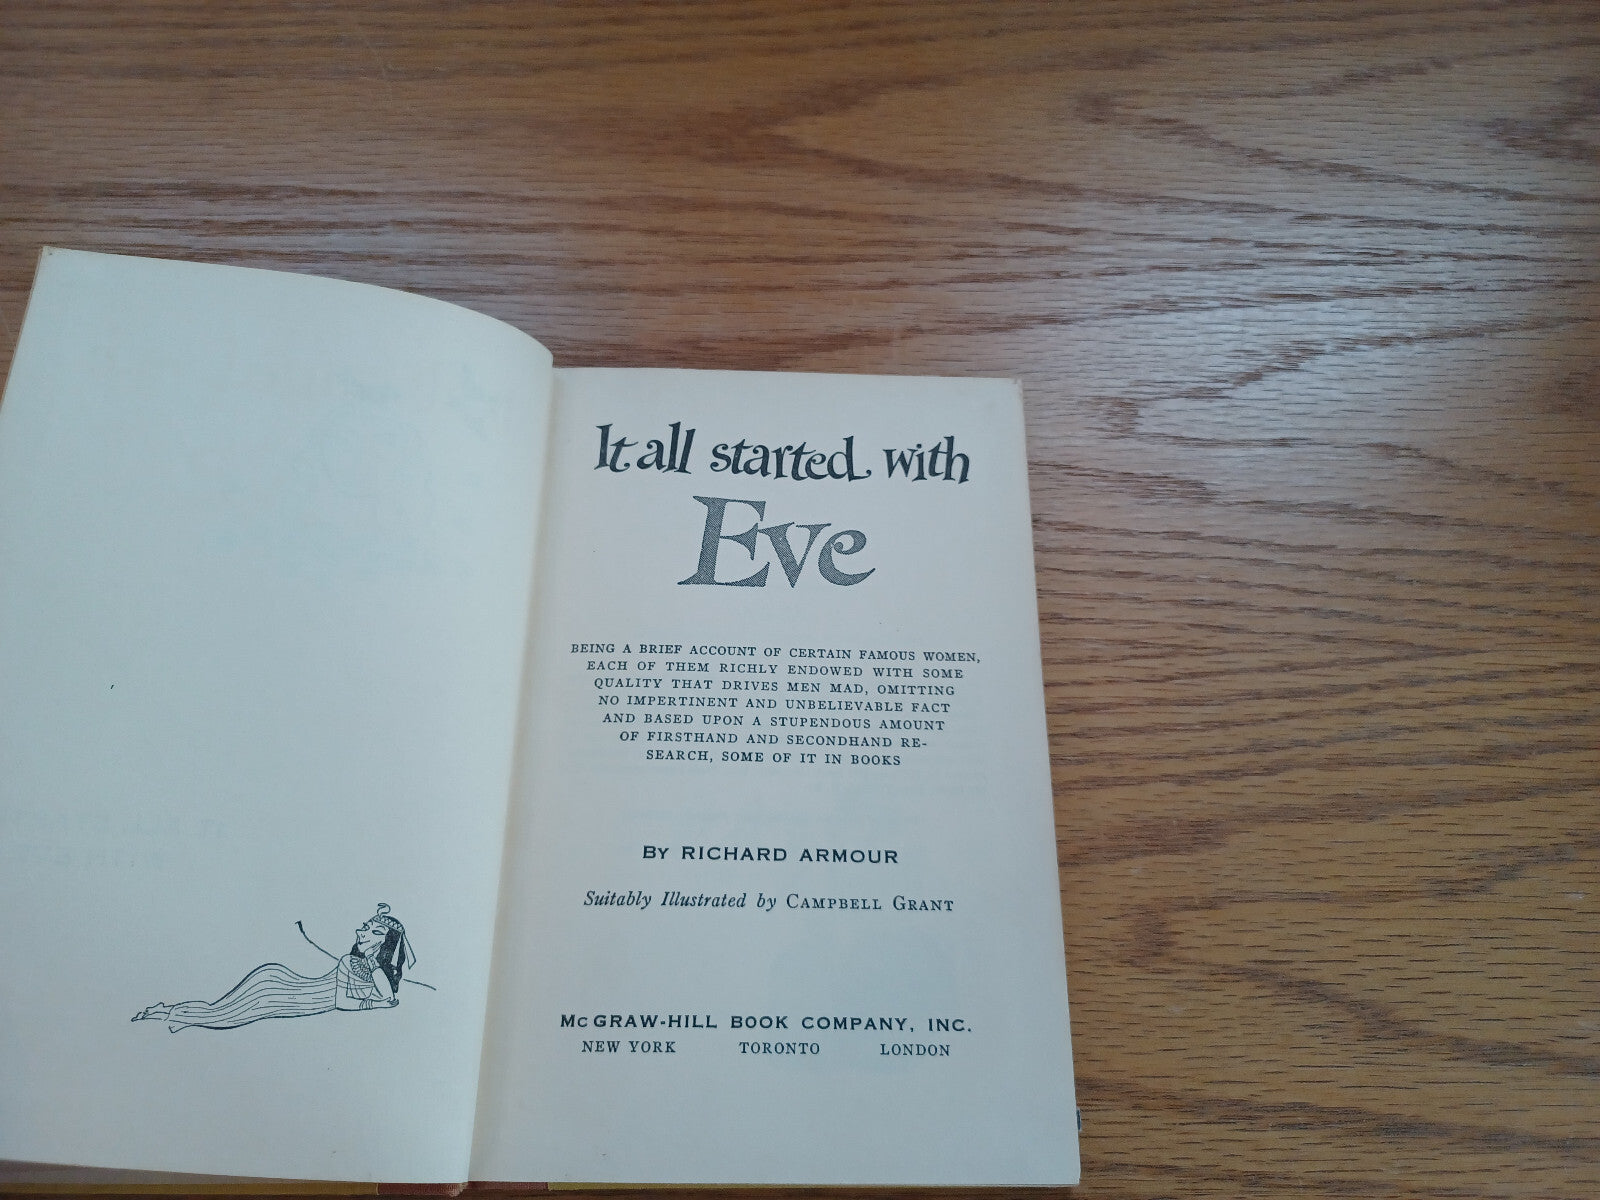 It all started with
Eve
BEING A BRIEF ACCOUNT OF CERTAIN FAMOUS WOMEN,
EACH OF THEM RICHLY ENDOWED WITH SOME
QUALITY THAT DRIVES MEN MAD, OMITTING
NO IMPERTINENT AND UNBELIEVABLE FACT
AND BASED UPON A STUPENDOUS AMOUNT
OF FIRSTHAND AND SECONDHAND RE-
SEARCH, SOME OF IT IN BOOKS
BY RICHARD ARMOUR
Suitably Illustrated by CAMPBELL GRANT
McGRAW-HILL BOOK COMPANY, INC.
NEW YORK TORONTO LONDON